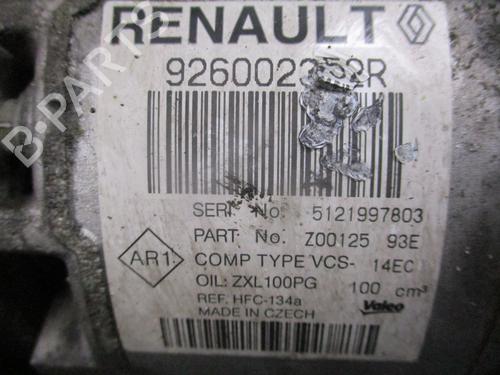 RENAULT
926002352R
SERI No. 5121997803
PART No. Z00125 93E
AR1 COMP TYPE VCS- 14EC
OIL: ZXL100PG 100 cm³
REF. HFC-134a
MADE IN CZECH Valeo
B-PARTS